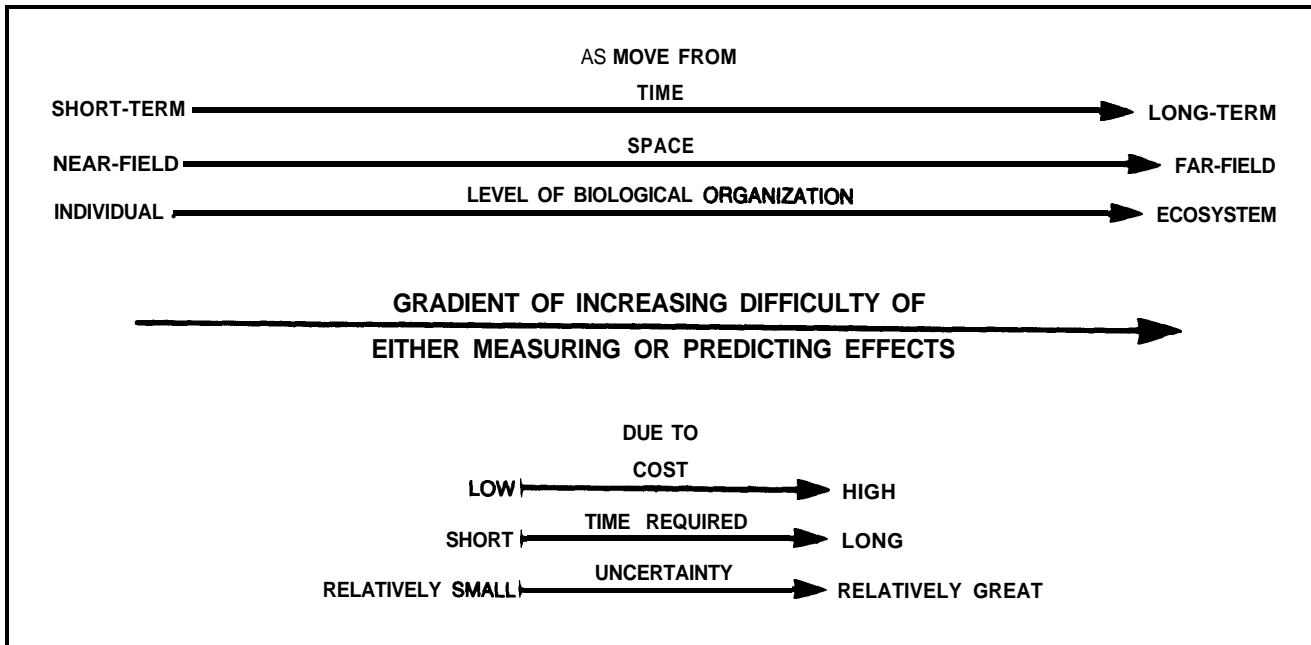 AS MOVE FROM
TIME
SHORT-TERM LONG-TERM
SPACE
NEAR-FIELD FAR-FIELD
LEVEL OF BIOLOGICAL ORGANIZATION
INDIVIDUAL ECOSYSTEM
GRADIENT OF INCREASING DIFFICULTY OF
EITHER MEASURING OR PREDICTING EFFECTS
DUE TO
COST
LOW HIGH
TIME REQUIRED
SHORT LONG
UNCERTAINTY
RELATIVELY SMALL RELATIVELY GREAT